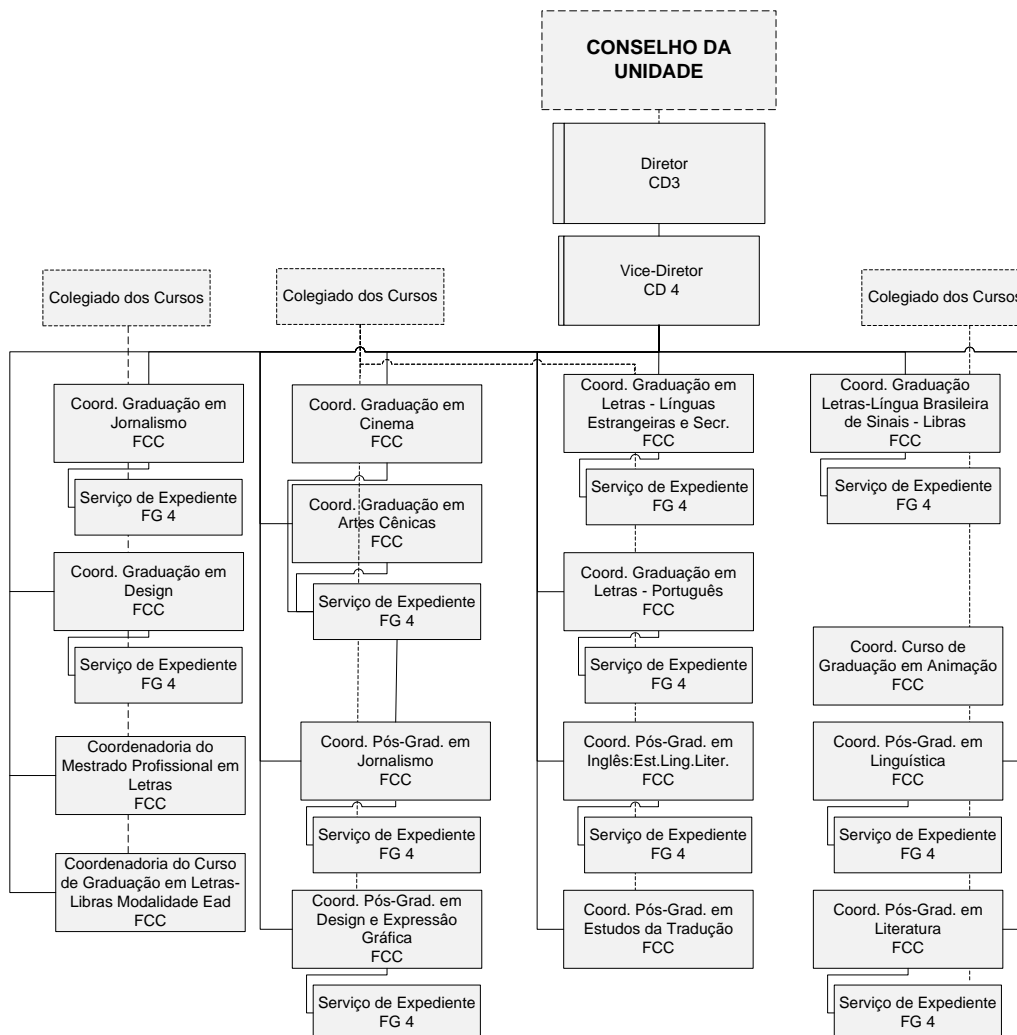 CONSELHO DA
UNIDADE
Diretor
CD3
Vice-Diretor
CD 4
Colegiado dos Cursos
Colegiado dos Cursos
Colegiado dos Cursos
Coord. Graduação em
Jornalismo
FCC
Serviço de Expediente
FG 4
Coord. Graduação em
Design
FCC
Serviço de Expediente
FG 4
Coordenadoria do
Mestrado Profissional em
Letras
FCC
Coordenadoria do Curso
de Graduação em Letras-
Libras Modalidade Ead
FCC
Coord. Graduação em
Cinema
FCC
Coord. Graduação em
Artes Cênicas
FCC
Serviço de Expediente
FG 4
Coord. Pós-Grad. em
Jornalismo
FCC
Serviço de Expediente
FG 4
Coord. Pós-Grad. em
Design e Expressâo
Gráfica
FCC
Serviço de Expediente
FG 4
Coord. Graduação em
Letras - Línguas
Estrangeiras e Secr.
FCC
Serviço de Expediente
FG 4
Coord. Graduação em
Letras - Português
FCC
Serviço de Expediente
FG 4
Coord. Pós-Grad. em
Inglês:Est.Ling.Liter.
FCC
Serviço de Expediente
FG 4
Coord. Pós-Grad. em
Estudos da Tradução
FCC
Coord. Graduação
Letras-Língua Brasileira
de Sinais - Libras
FCC
Serviço de Expediente
FG 4
Coord. Curso de
Graduação em Animação
FCC
Coord. Pós-Grad. em
Linguística
FCC
Serviço de Expediente
FG 4
Coord. Pós-Grad. em
Literatura
FCC
Serviço de Expediente
FG 4